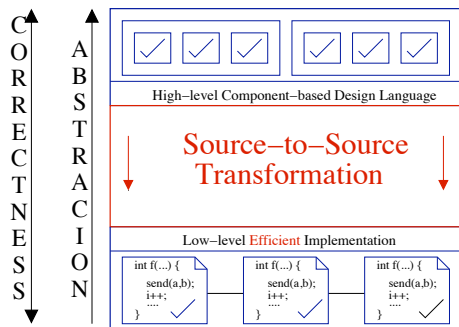 CORRECTNESS
ABSTRACION
High-level Component-based Design Language
Source-to-Source
Transformation
Low-level Efficient Implementation
int f(...) {
send(a,b);
i++;
....
}
int f(...) {
send(a,b);
i++;
....
}
int f(...) {
send(a,b);
i++;
....
}